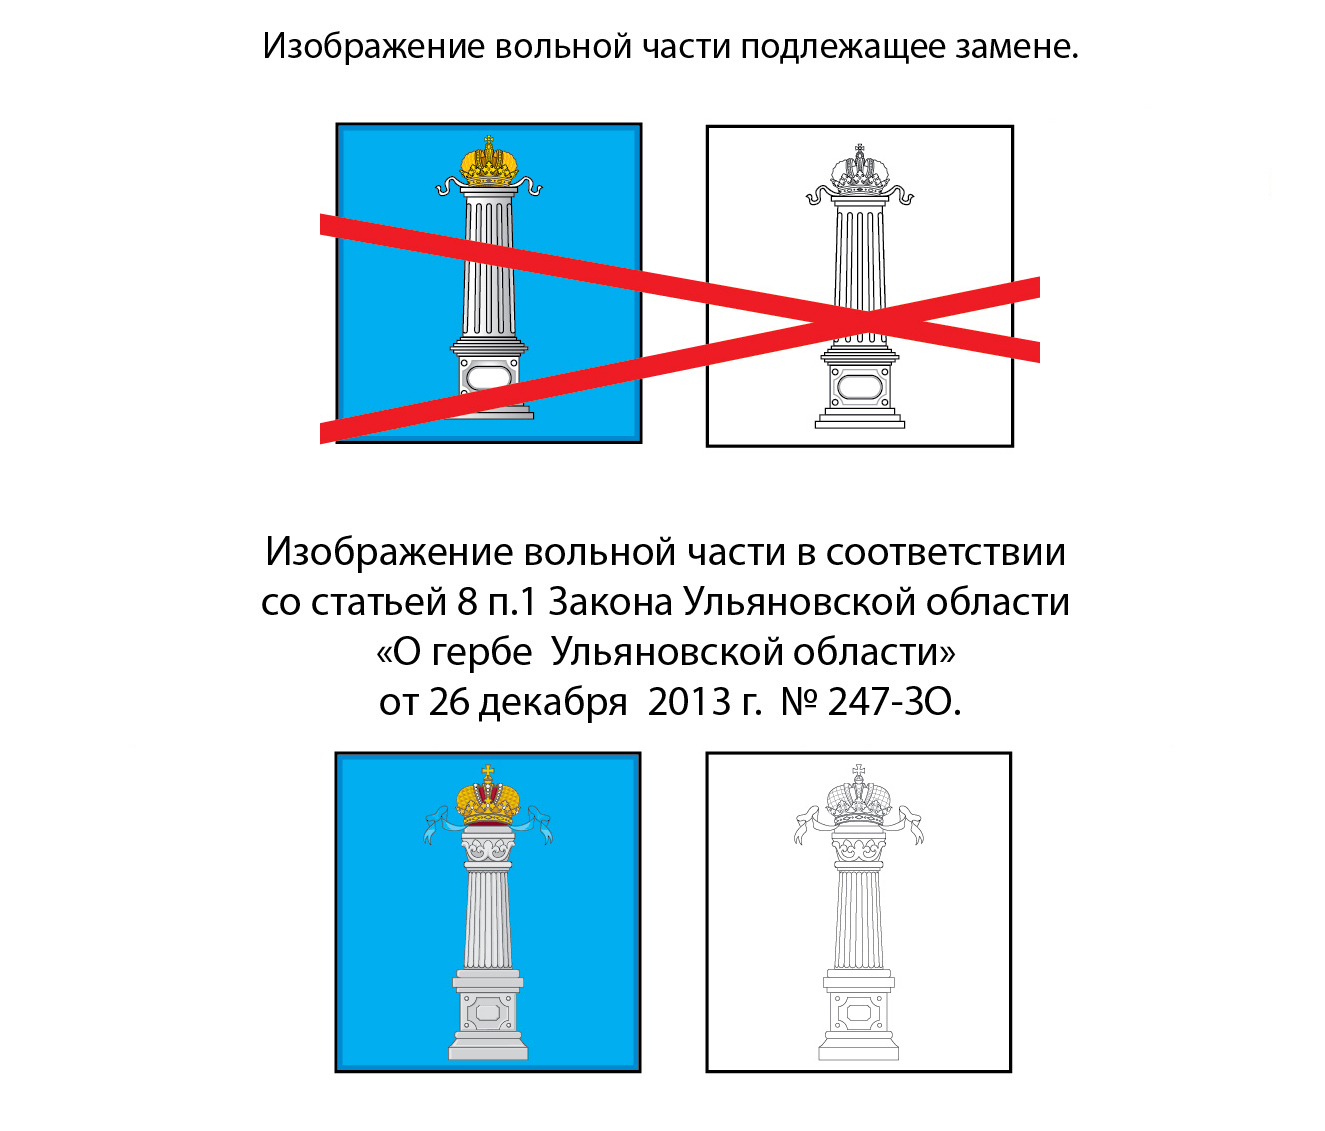 Изображение вольной части подлежащее замене.
Изображение вольной части в соответствии
со статьей 8 п.1 Закона Ульяновской области
«О гербе Ульяновской области»
от 26 декабря 2013 г. № 247-ЗО.